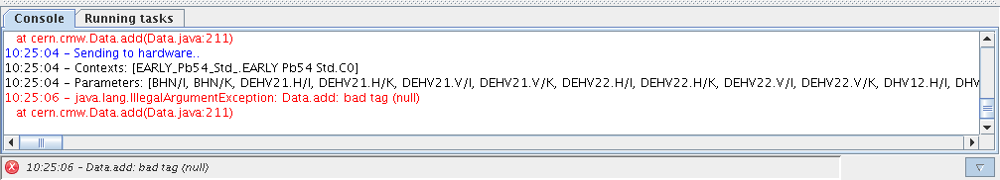 Console
Running tasks
at cern.cmw.Data.add(Data.java:211)
10:25:04 – Sending to hardware..
10:25:04 – Contexts: [EARLY_Pb54_Std_.EARLY Pb54 Std.C0]
10:25:04 – Parameters: [BHN/I, BHN/K, DEHV21.H/I, DEHV21.H/K, DEHV21.V/I, DEHV21.V/K, DEHV22.H/I, DEHV22.H/K, DEHV22.V/I, DEHV22.V/K, DHV12.H/I, DHV
10:25:06 – java.lang.IllegalArgumentException: Data.add: bad tag (null)
at cern.cmw.Data.add(Data.java:211)
10:25:06 – Data.add: bad tag (null)